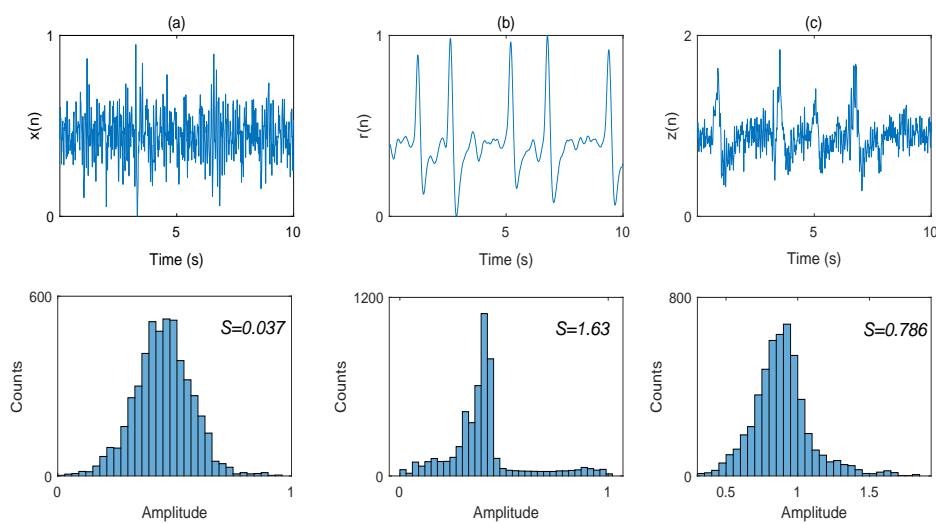 (a)
(b)
(c)
1
x(n)
0
5
10
Time (s)
1
r(n)
0
5
10
Time (s)
2
z(n)
0
5
10
Time (s)
600
Counts
0
S=0.037
0
1
Amplitude
1200
Counts
0
S=1.63
0
1
Amplitude
800
Counts
0
S=0.786
0.5
1
1.5
Amplitude